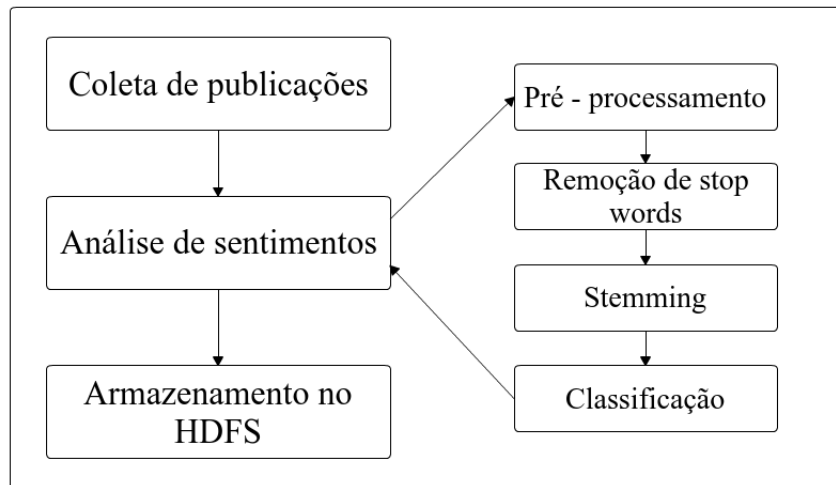 Coleta de publicações
Análise de sentimentos
Armazenamento no
HDFS
Pré - processamento
Remoção de stop
words
Stemming
Classificação